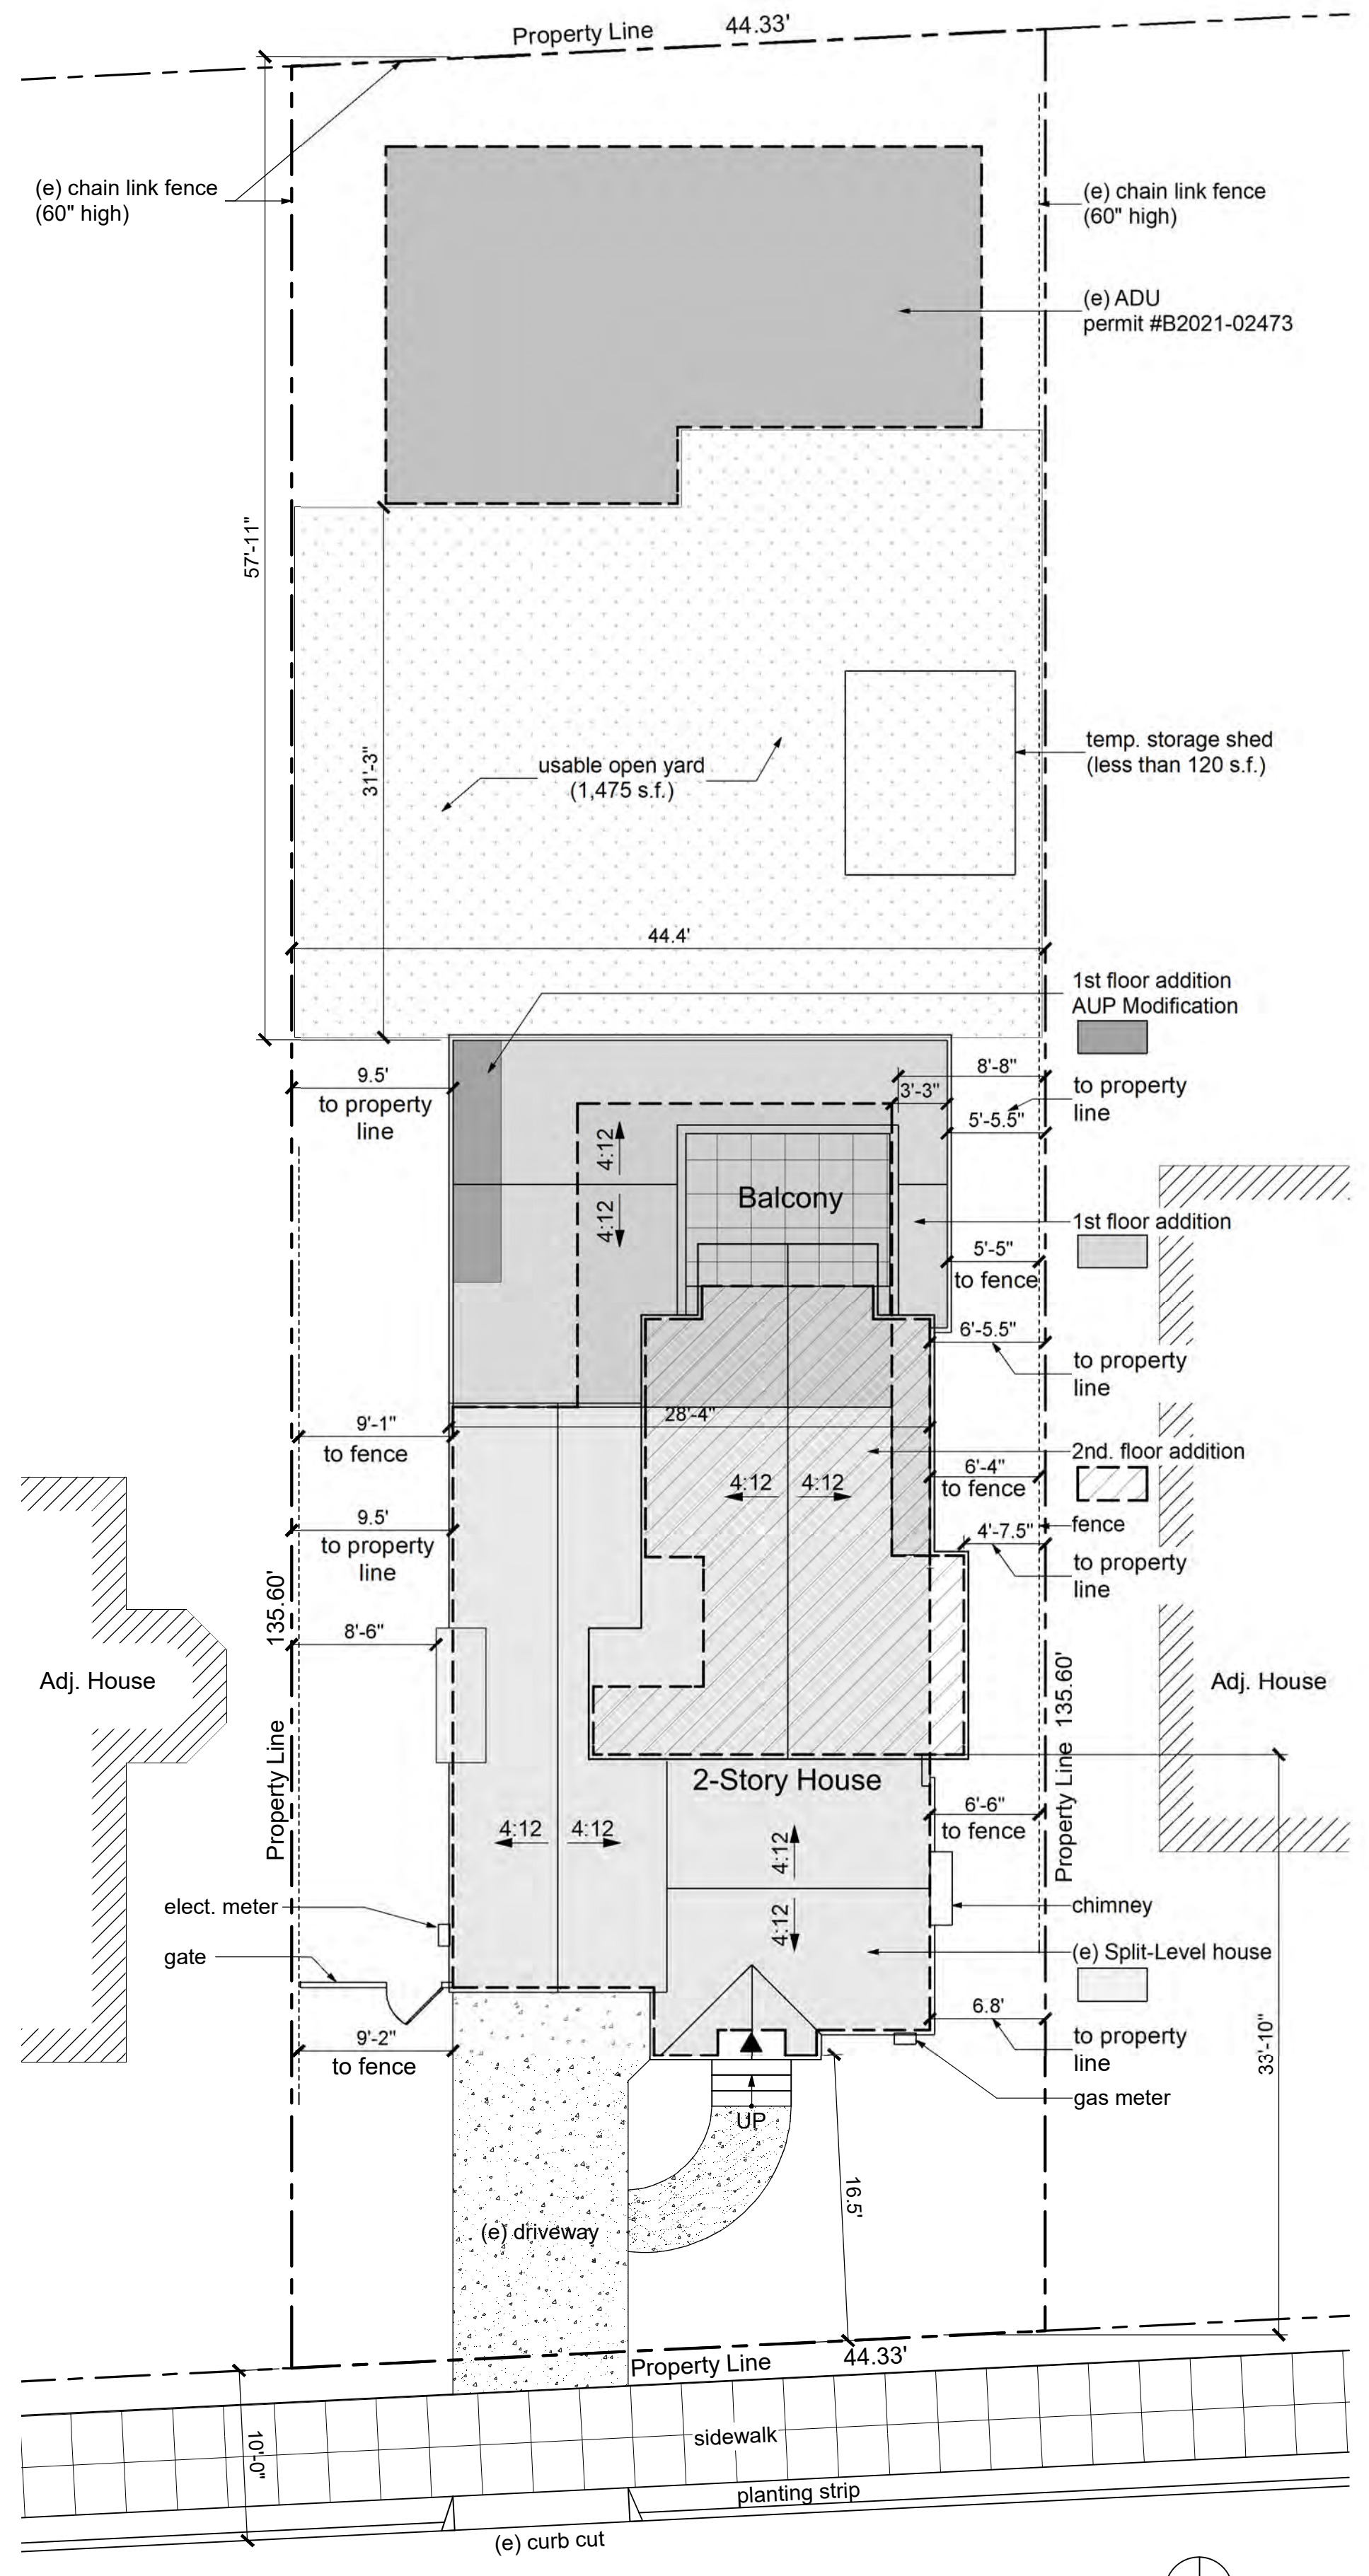 Property Line 44.33'
(e) chain link fence
(60" high)
(e) chain link fence
(60" high)
(e) ADU
permit #B2021-02473
57'-11"
31'-3"
usable open yard
(1,475 s.f.)
temp. storage shed
(less than 120 s.f.)
44.4'
1st floor addition
AUP Modification
9.5'
to property
line
8'-8"
3'-3"
to property
line
5'-5.5"
4:12
4:12
Balcony
1st floor addition
5'-5"
to fence
6'-5.5"
to property
line
28'-4"
9'-1"
to fence
2nd. floor addition
6'-4"
to fence
4:12
4:12
9.5'
to property
line
4'-7.5"
fence
to property
line
135.60'
8'-6"
Adj. House
Property Line
Property Line 135.60'
Adj. House
2-Story House
6'-6"
to fence
4:12
4:12
4:12
4:12
elect. meter
chimney
gate
(e) Split-Level house
6.8'
to property
line
33'-10"
9'-2"
to fence
gas meter
UP
16.5'
(e) driveway
Property Line 44.33'
10'-0"
sidewalk
planting strip
(e) curb cut